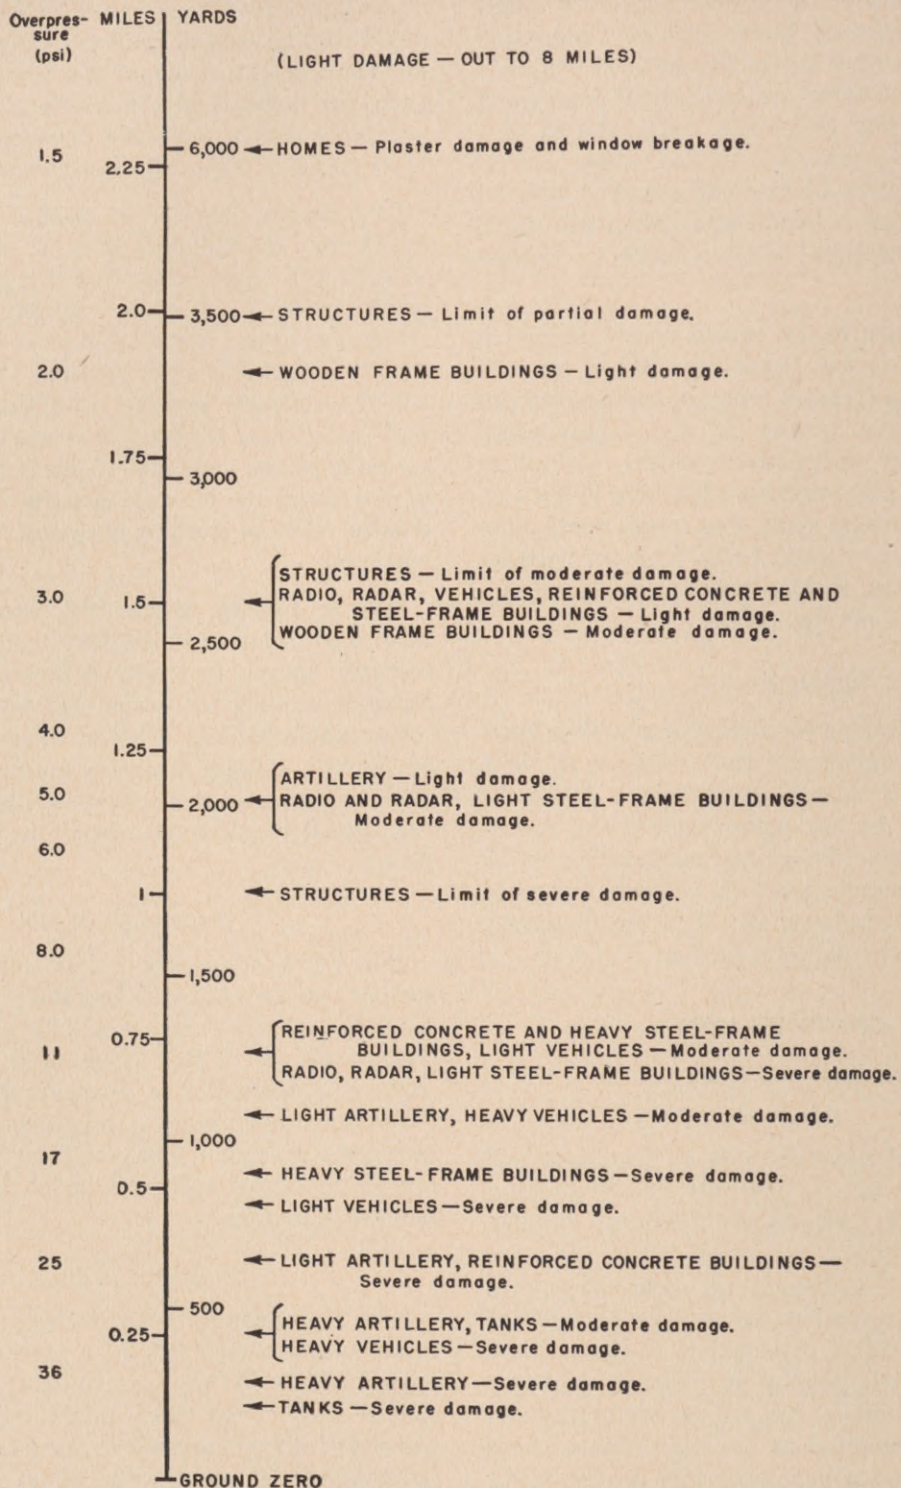 Overpres- MILES YARDS
sure
(psi)
(LIGHT DAMAGE — OUT TO 8 MILES)
1.5 2.25 6,000 HOMES — Plaster damage and window breakage.
2.0 3,500 STRUCTURES — Limit of partial damage.
2.0 WOODEN FRAME BUILDINGS — Light damage.
1.75
3,000
STRUCTURES — Limit of moderate damage.
3.0 1.5 RADIO, RADAR, VEHICLES, REINFORCED CONCRETE AND
STEEL-FRAME BUILDINGS — Light damage.
WOODEN FRAME BUILDINGS — Moderate damage.
2,500
4.0
1.25
ARTILLERY — Light damage.
5.0 2,000 RADIO AND RADAR, LIGHT STEEL-FRAME BUILDINGS —
Moderate damage.
6.0
1 STRUCTURES — Limit of severe damage.
8.0
1,500
0.75 REINFORCED CONCRETE AND HEAVY STEEL-FRAME
11 BUILDINGS, LIGHT VEHICLES — Moderate damage.
RADIO, RADAR, LIGHT STEEL-FRAME BUILDINGS — Severe damage.
LIGHT ARTILLERY, HEAVY VEHICLES — Moderate damage.
1,000
17
HEAVY STEEL-FRAME BUILDINGS — Severe damage.
0.5
LIGHT VEHICLES — Severe damage.
25 LIGHT ARTILLERY, REINFORCED CONCRETE BUILDINGS —
Severe damage.
500
HEAVY ARTILLERY, TANKS — Moderate damage.
0.25
HEAVY VEHICLES — Severe damage.
36
HEAVY ARTILLERY — Severe damage.
TANKS — Severe damage.
GROUND ZERO